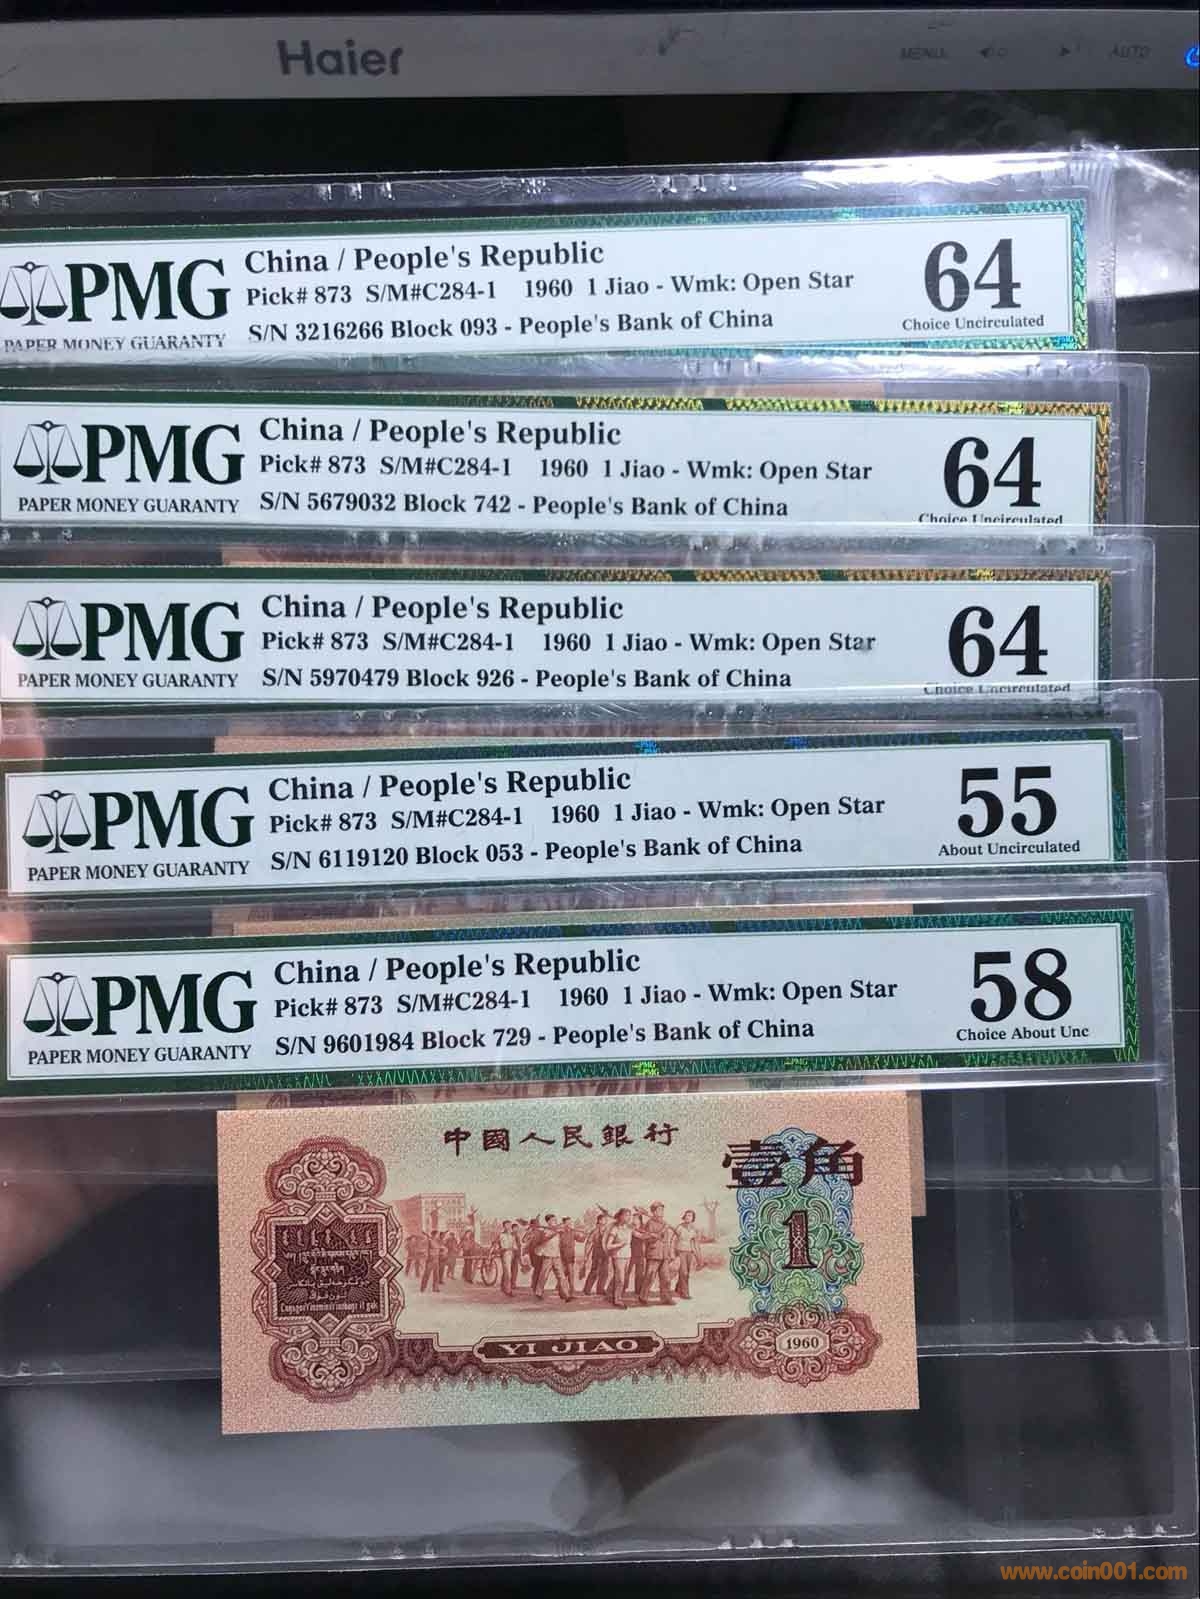 Haier
MENU
AUTO
PMG
PAPER MONEY GUARANTY
China / People's Republic
Pick# 873 S/M#C284-1 1960 1 Jiao - Wmk: Open Star
S/N 3216266 Block 093 - People's Bank of China
64
Choice Uncirculated
PMG
PAPER MONEY GUARANTY
China / People's Republic
Pick# 873 S/M#C284-1 1960 1 Jiao - Wmk: Open Star
S/N 5679032 Block 742 - People's Bank of China
64
Choice Uncirculated
PMG
PAPER MONEY GUARANTY
China / People's Republic
Pick# 873 S/M#C284-1 1960 1 Jiao - Wmk: Open Star
S/N 5970479 Block 926 - People's Bank of China
64
Choice Uncirculated
PMG
PAPER MONEY GUARANTY
China / People's Republic
Pick# 873 S/M#C284-1 1960 1 Jiao - Wmk: Open Star
S/N 6119120 Block 053 - People's Bank of China
55
About Uncirculated
PMG
PAPER MONEY GUARANTY
China / People's Republic
Pick# 873 S/M#C284-1 1960 1 Jiao - Wmk: Open Star
S/N 9601984 Block 729 - People's Bank of China
58
Choice About Unc
中國人民銀行
壹角
1
YI JIAO
1960
www.coin001.com